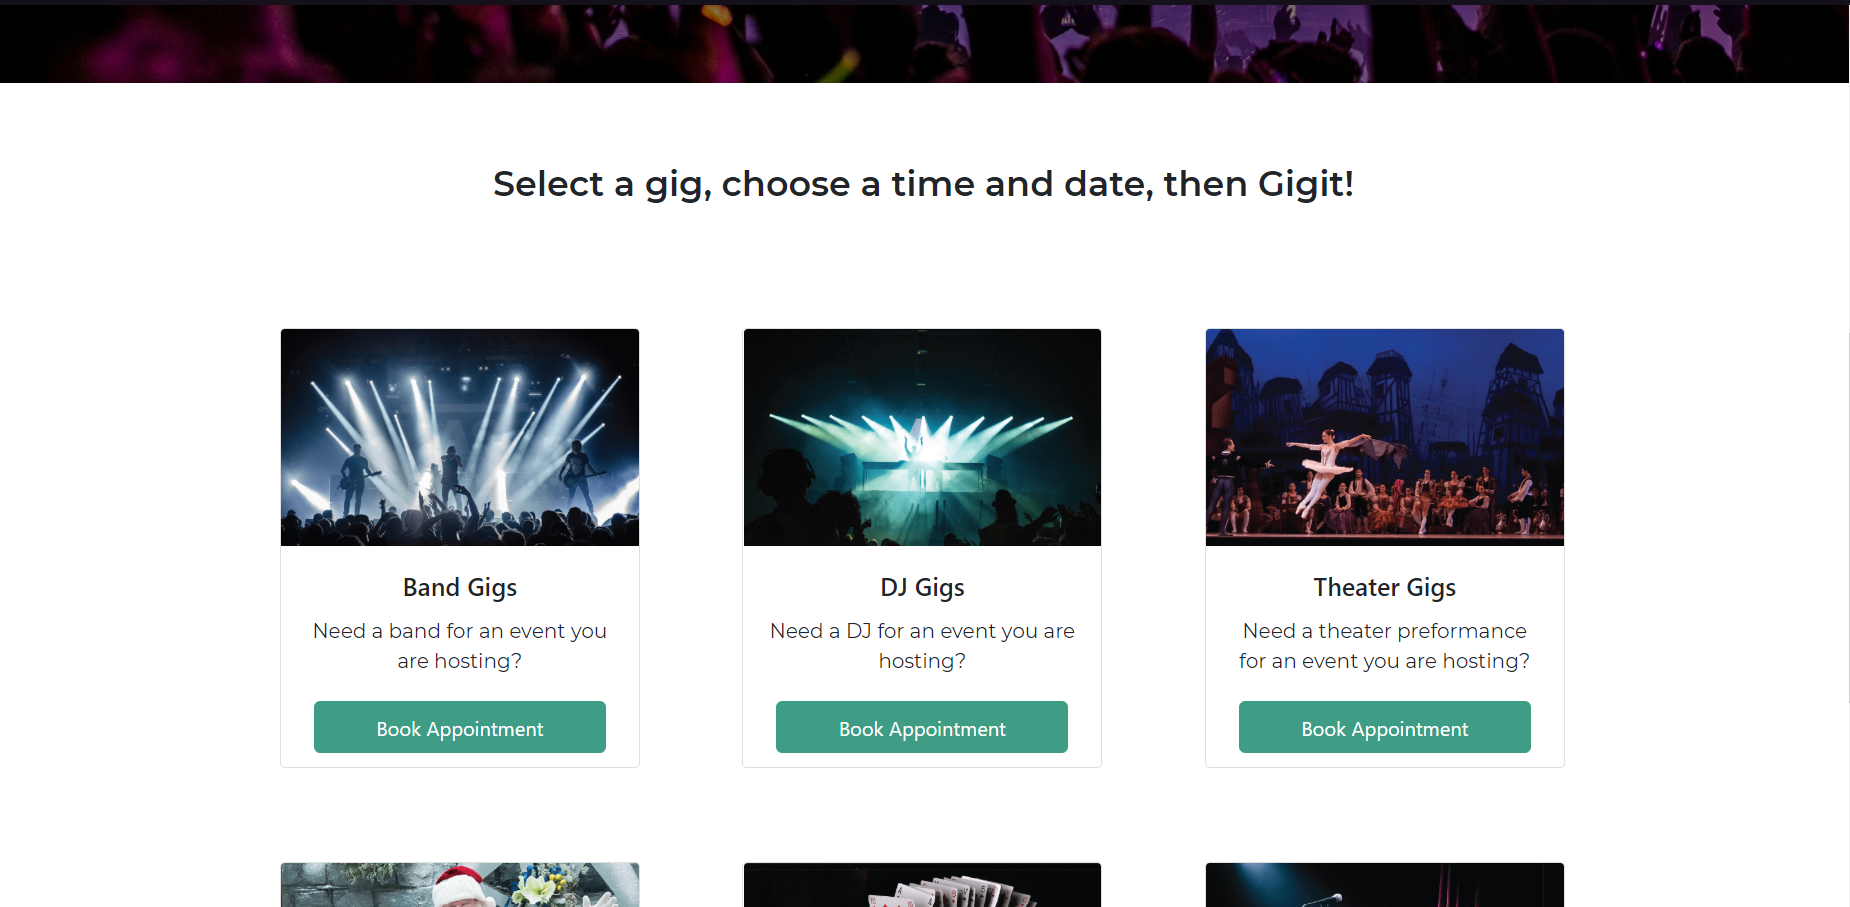 Select a gig, choose a time and date, then Gigit!
Band Gigs
Need a band for an event you
are hosting?
Book Appointment
DJ Gigs
Need a DJ for an event you are
hosting?
Book Appointment
Theater Gigs
Need a theater preformance
for an event you are hosting?
Book Appointment